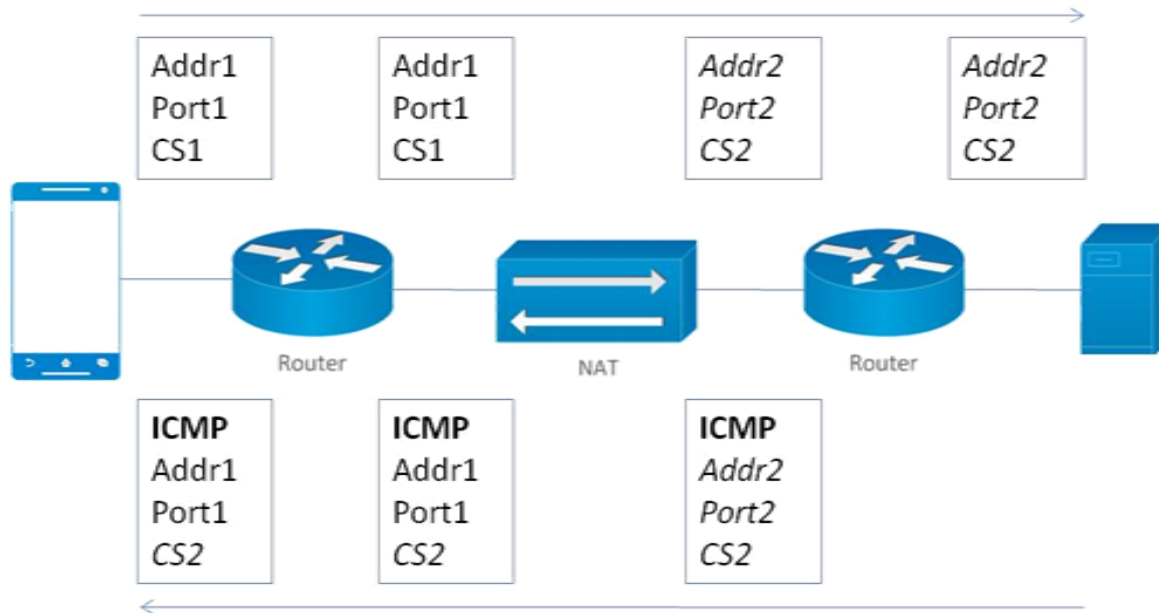 Addr1
Port1
CS1
Addr1
Port1
CS1
Addr2
Port2
CS2
Addr2
Port2
CS2
Router
NAT
Router
ICMP
Addr1
Port1
CS2
ICMP
Addr1
Port1
CS2
ICMP
Addr2
Port2
CS2